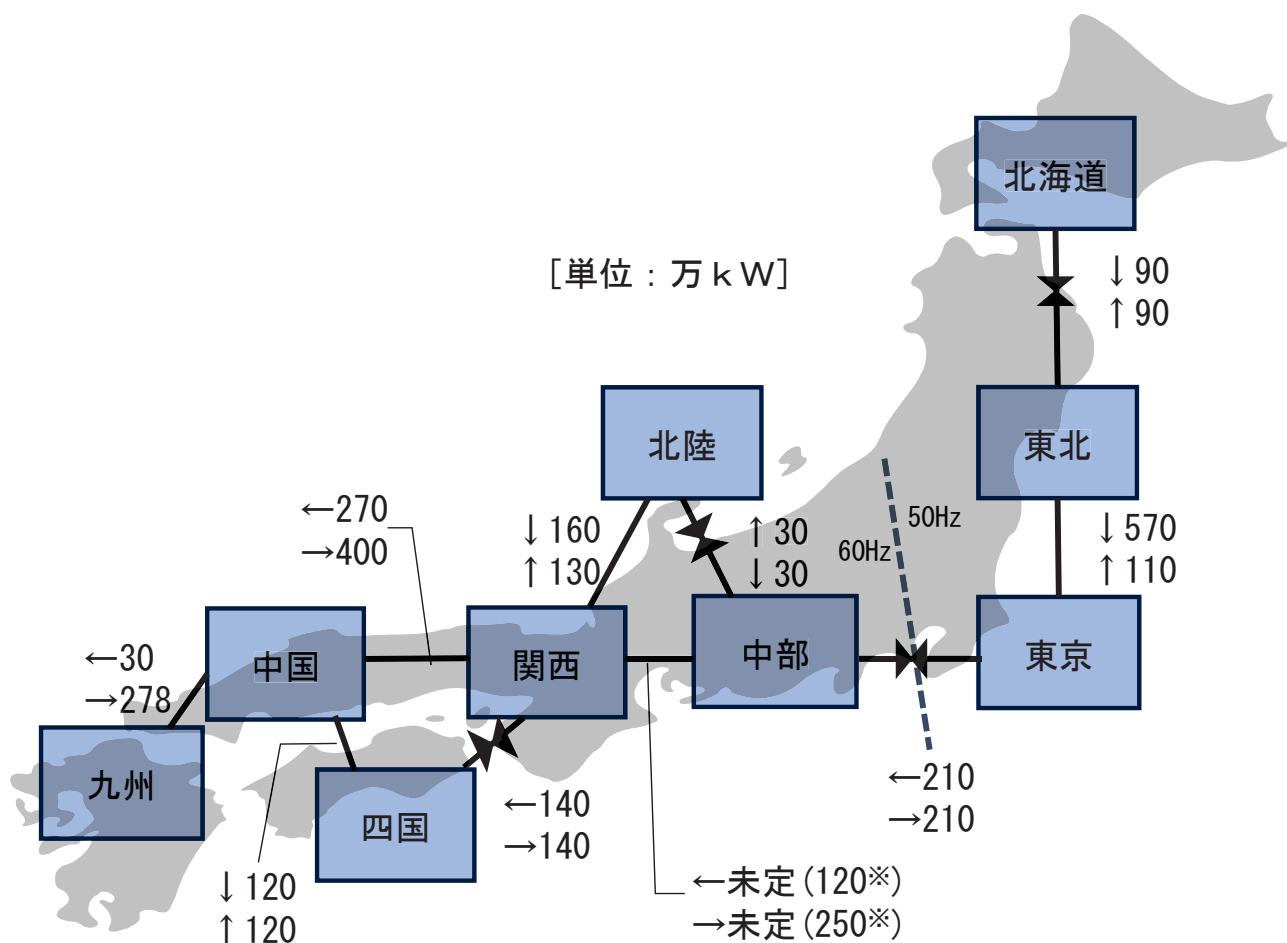 北海道
[単位:万kW]
↓90
↑90
北陸
東北
←270
→400
↓160
↑130
↑30
↓30
50Hz
60Hz
↓570
↑110
中国
関西
中部
東京
←30
→278
九州
四国
←140
→140
←210
→210
↓120
↑120
←未定(120※)
→未定(250※)